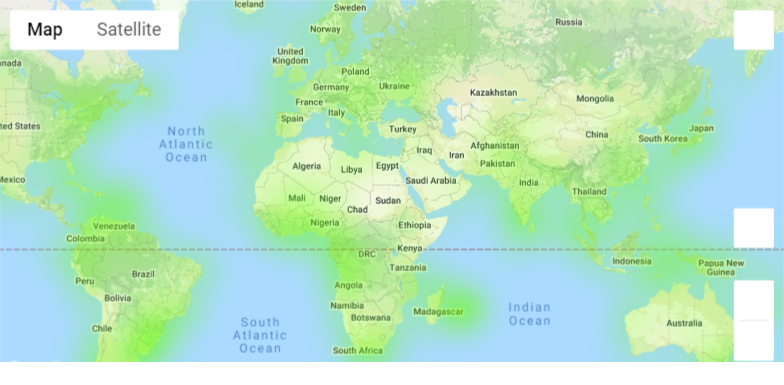 Iceland
Sweden
Russia
Map
Satellite
Norway
nada
United
Kingdom
Poland
Germany
Ukraine
Kazakhstan
Mongolia
France
Italy
Spain
ted States
North
Atlantic
Ocean
Turkey
China
South Korea
Japan
Iraq
Iran
Afghanistan
Pakistan
Algeria
Libya
Egypt
Saudi Arabia
India
Thailand
Mexico
Mali
Niger
Chad
Sudan
Nigeria
Ethiopia
Venezuela
Colombia
DRC
Kenya
Tanzania
Indonesia
Papua New
Guinea
Peru
Brazil
Bolivia
Angola
Namibia
Botswana
Madagascar
Indian
Ocean
South
Atlantic
Ocean
Chile
Australia
South Africa